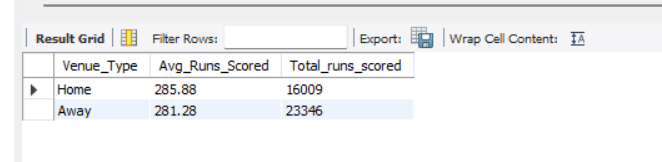 Result Grid Filter Rows: Export: Wrap Cell Content: IA
Venue_Type Avg_Runs_Scored Total_runs_scored
Home 285.88 16009
Away 281.28 23346